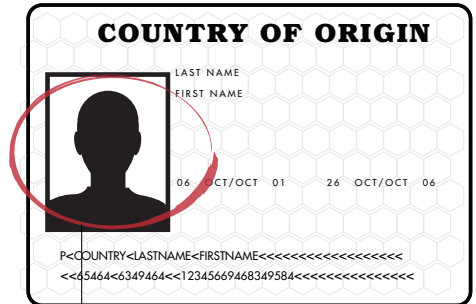 COUNTRY OF ORIGIN
LAST NAME
FIRST NAME
06 OCT/OCT 01 26 OCT/OCT 06
P<COUNTRY<LASTNAME<FIRSTNAME<<<<<<<<<<<<<<<<<<
<<65464<6349464<<12345669468349584<<<<<<<<<<<<<<<